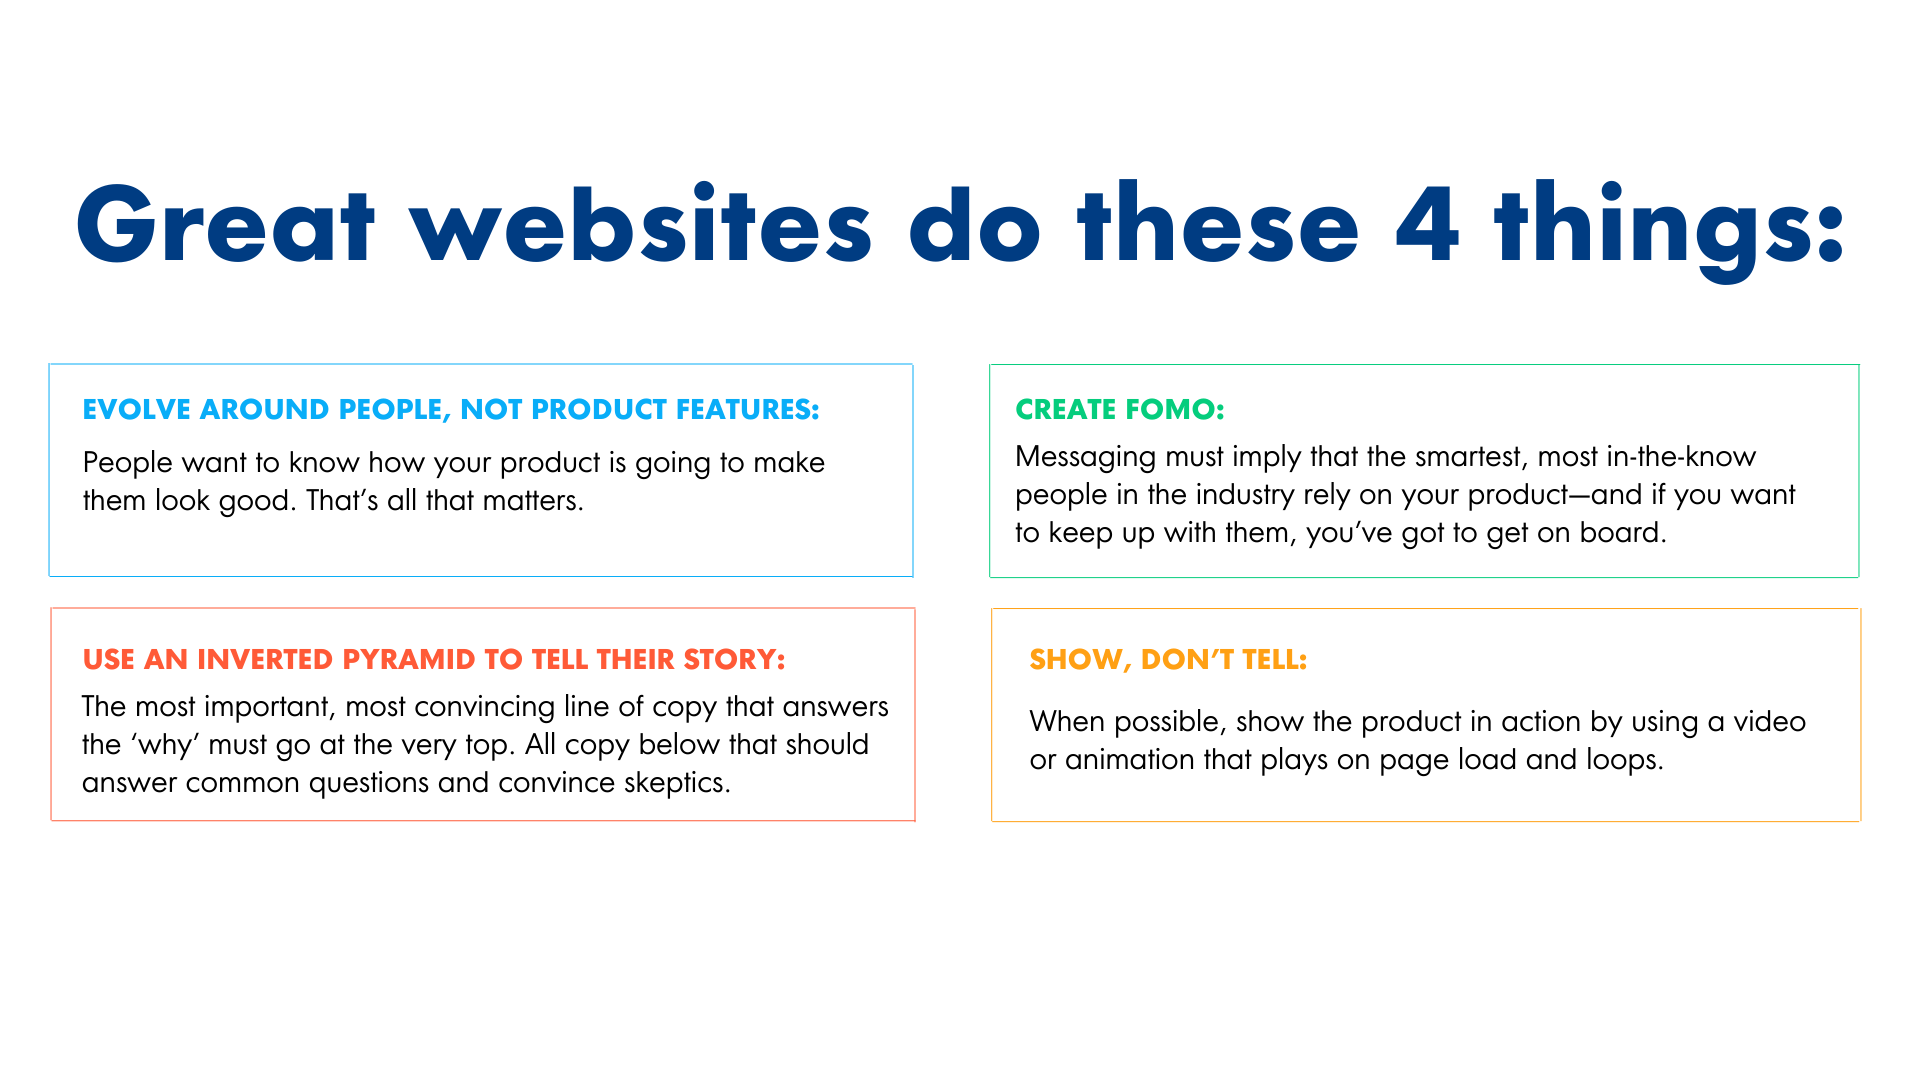 Great websites do these 4 things:
EVOLVE AROUND PEOPLE, NOT PRODUCT FEATURES:
People want to know how your product is going to make
them look good. That’s all that matters.
CREATE FOMO:
Messaging must imply that the smartest, most in-the-know
people in the industry rely on your product—and if you want
to keep up with them, you’ve got to get on board.
USE AN INVERTED PYRAMID TO TELL THEIR STORY:
The most important, most convincing line of copy that answers
the ‘why’ must go at the very top. All copy below that should
answer common questions and convince skeptics.
SHOW, DON’T TELL:
When possible, show the product in action by using a video
or animation that plays on page load and loops.